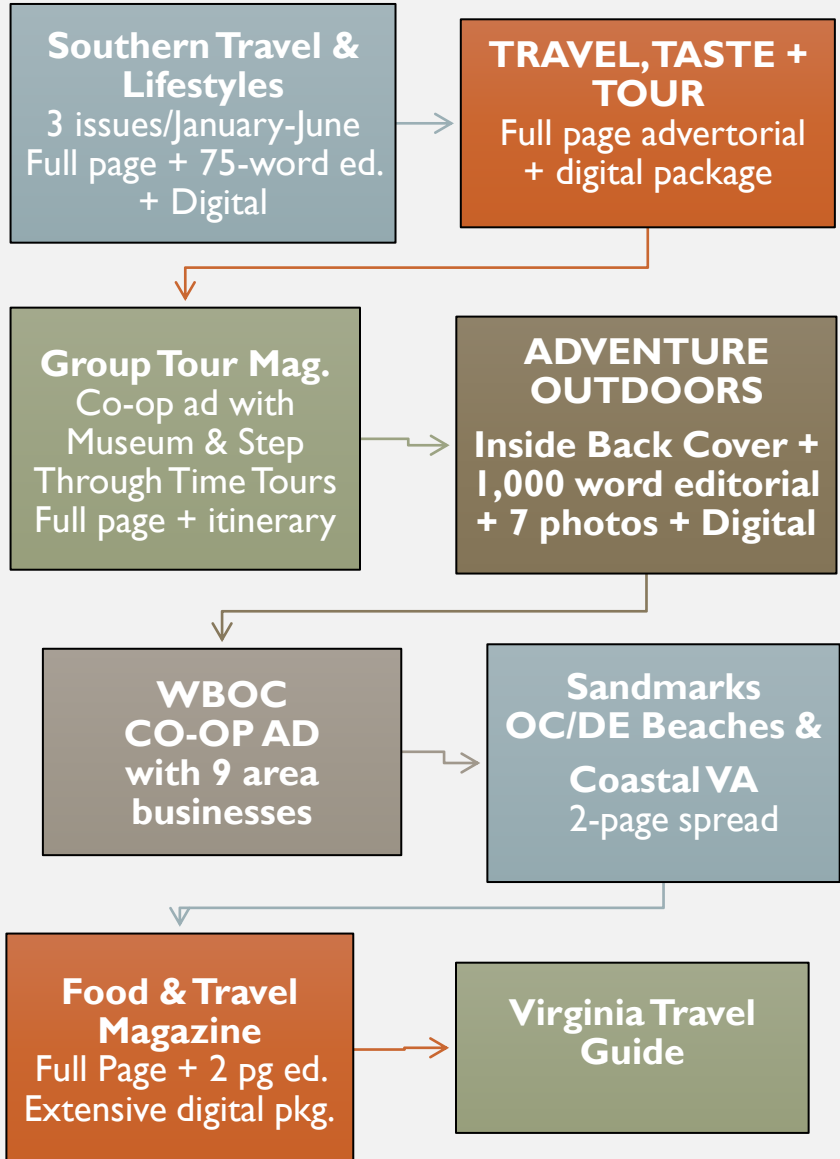 Southern Travel &
Lifestyles
3 issues/January-June
Full page + 75-word ed.
+ Digital
TRAVEL, TASTE +
TOUR
Full page advertorial
+ digital package
Group Tour Mag.
Co-op ad with
Museum & Step
Through Time Tours
Full page + itinerary
ADVENTURE
OUTDOORS
Inside Back Cover +
1,000 word editorial
+ 7 photos + Digital
WBOC
CO-OP AD
with 9 area
businesses
Sandmarks
OC/DE Beaches &
Coastal VA
2-page spread
Food & Travel
Magazine
Full Page + 2 pg ed.
Extensive digital pkg.
Virginia Travel
Guide